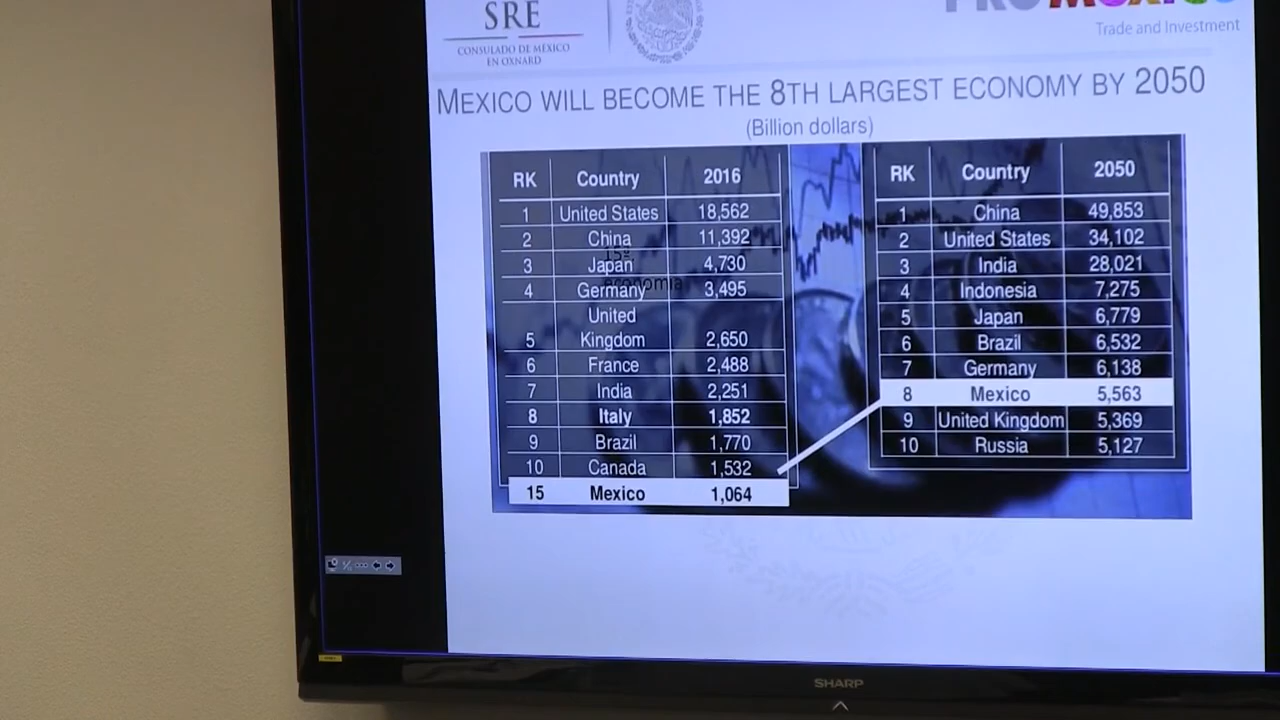 SRE
CONSULADO DE MÉXICO
EN OXNARD
Trade and Investment
MEXICO WILL BECOME THE 8TH LARGEST ECONOMY BY 2050
(Billion dollars)
RK Country 2016
1 United States 18,562
2 China 11,392
3 Japan 4,730
4 Germany 3,495
5 United Kingdom 2,650
6 France 2,488
7 India 2,251
8 Italy 1,852
9 Brazil 1,770
10 Canada 1,532
15 Mexico 1,064
15ª
economia
RK Country 2050
1 China 49,853
2 United States 34,102
3 India 28,021
4 Indonesia 7,275
5 Japan 6,779
6 Brazil 6,532
7 Germany 6,138
8 Mexico 5,563
9 United Kingdom 5,369
10 Russia 5,127
SHARP